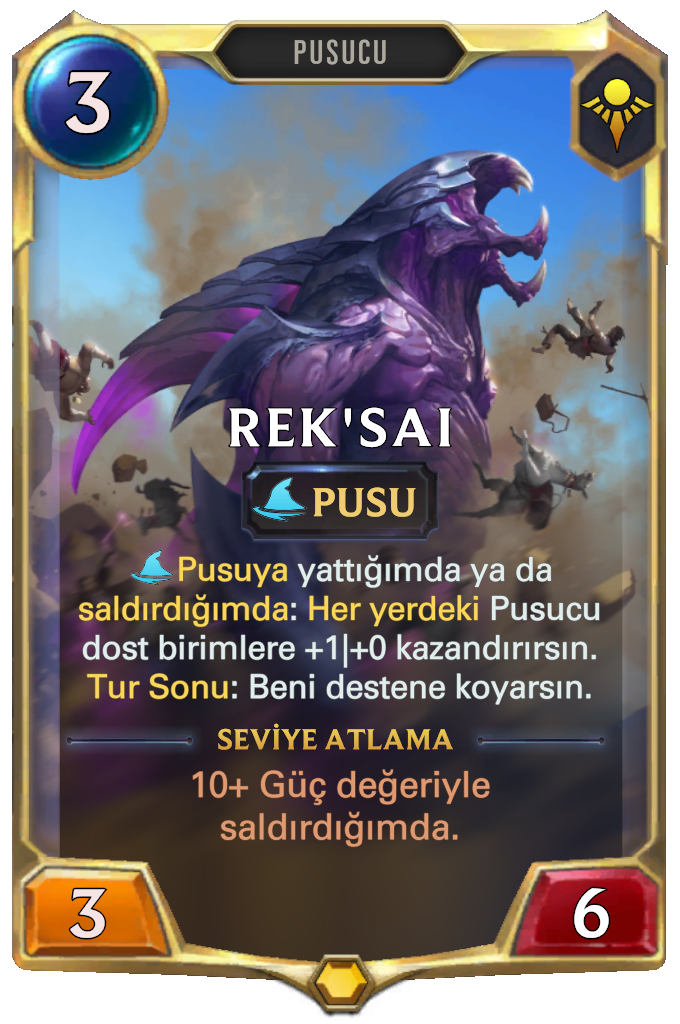 PUSUCU
3
REK'SAI
PUSU
Pusuya yattığımda ya da
saldırdığımda: Her yerdeki Pusucu
dost birimlere +1|+0 kazandırırsın.
Tur Sonu: Beni destene koyarsın.
SEVİYE ATLAMA
10+ Güç değeriyle
saldırdığımda.
3
6